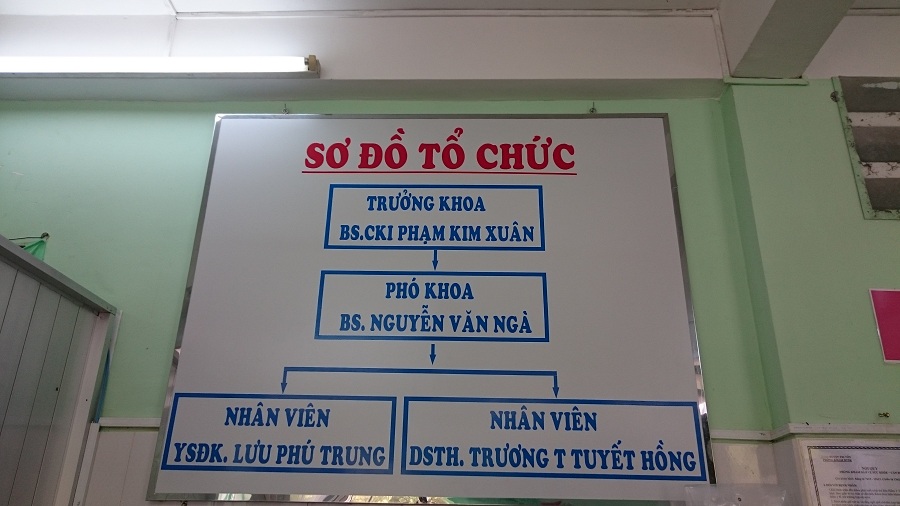 SƠ ĐỒ TỔ CHỨC
TRƯỞNG KHOA
BS.CKI PHẠM KIM XUÂN
PHÓ KHOA
BS. NGUYỄN VĂN NGÀ
NHÂN VIÊN
YSĐK. LƯU PHÚ TRUNG
NHÂN VIÊN
DSTH. TRƯƠNG T TUYẾT HỒNG